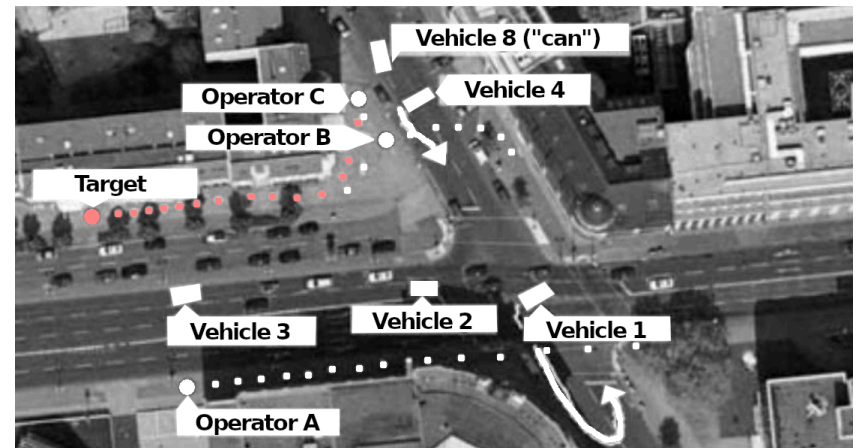 Vehicle 8 ("can")
Operator C
Vehicle 4
Operator B
Target
Vehicle 3
Vehicle 2
Vehicle 1
Operator A